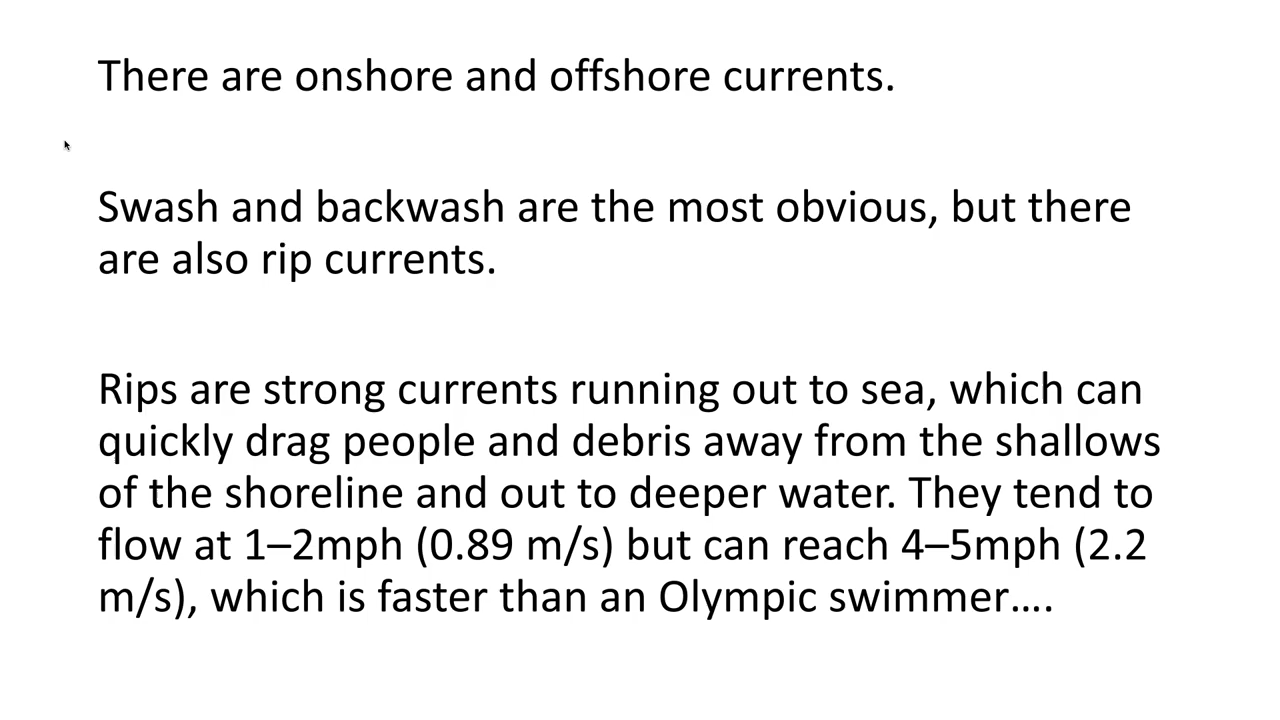 There are onshore and offshore currents.
Swash and backwash are the most obvious, but there
are also rip currents.
Rips are strong currents running out to sea, which can
quickly drag people and debris away from the shallows
of the shoreline and out to deeper water. They tend to
flow at 1–2mph (0.89 m/s) but can reach 4–5mph (2.2
m/s), which is faster than an Olympic swimmer….